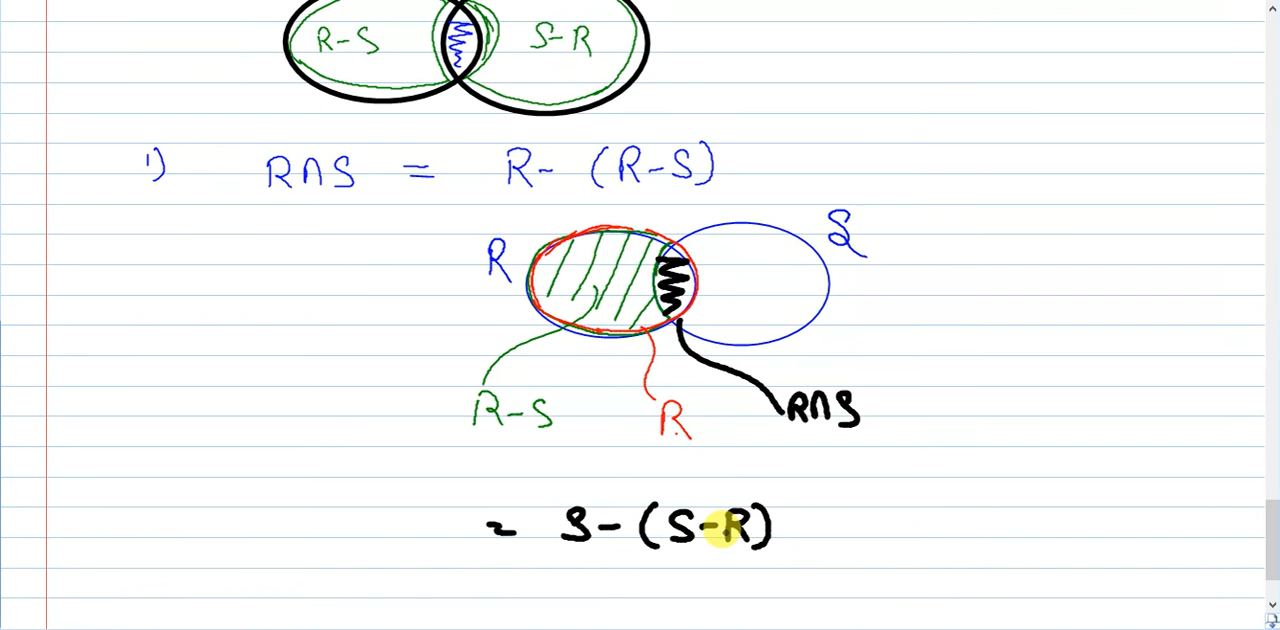 R-S S-R
1) R∩S = R- (R-S)
R S
R-S R R∩S
= S-(S-R)